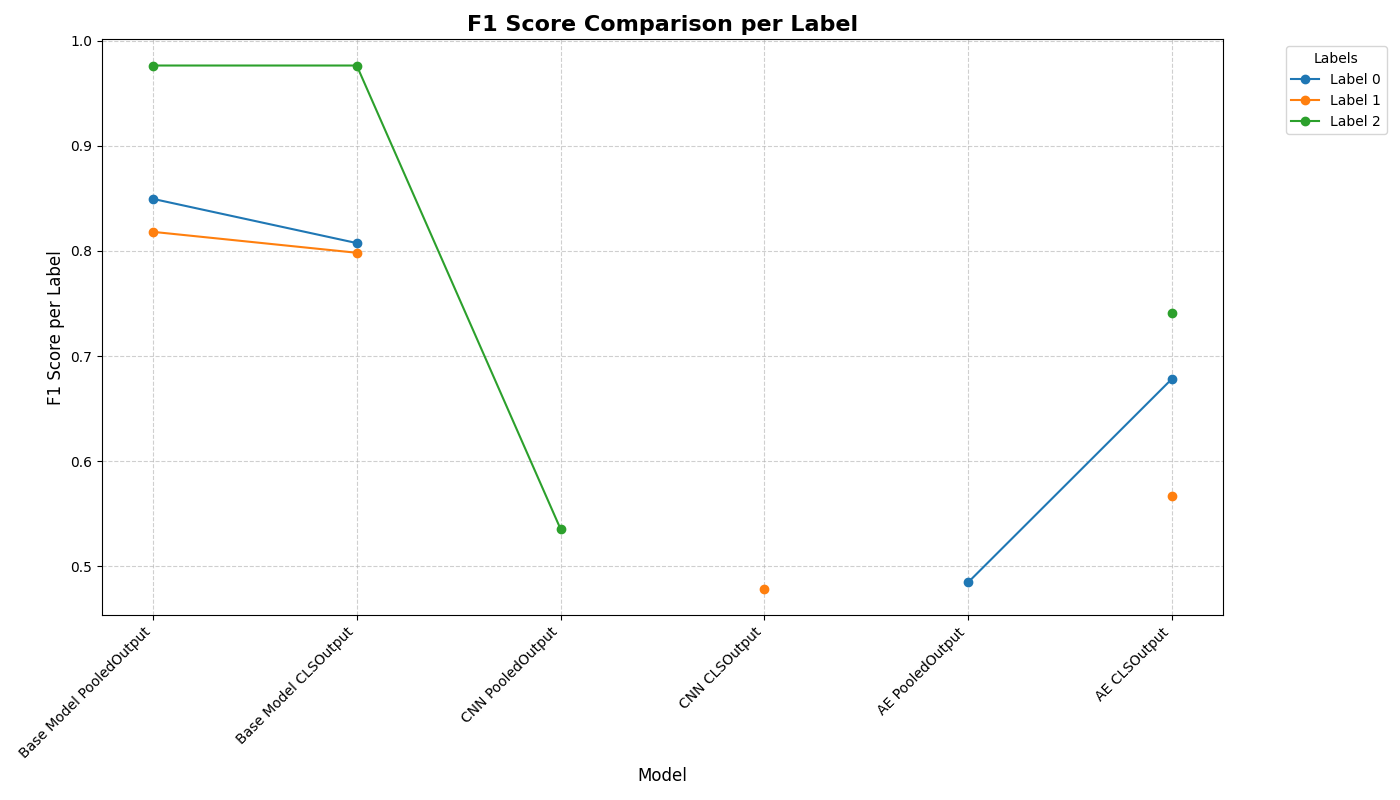 F1 Score Comparison per Label
Labels
Label 0
Label 1
Label 2
F1 Score per Label
1.0
0.9
0.8
0.7
0.6
0.5
Base Model PooledOutput
Base Model CLSOutput
CNN PooledOutput
CNN CLSOutput
AE PooledOutput
AE CLSOutput
Model